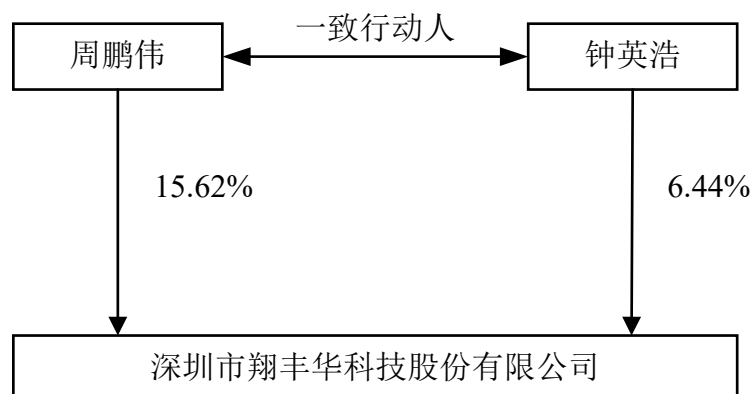 一致行动人
周鹏伟
钟英浩
15.62%
6.44%
深圳市翔丰华科技股份有限公司